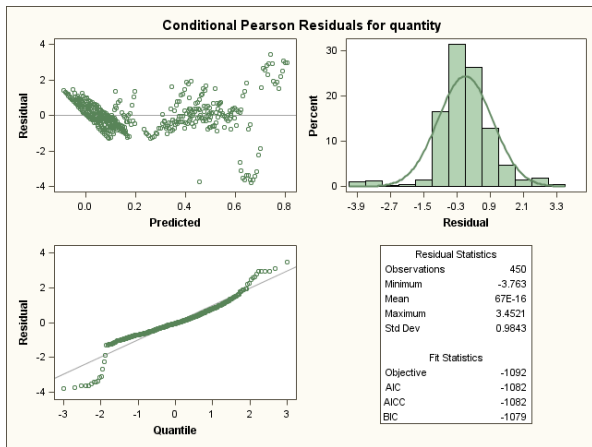 Conditional Pearson Residuals for quantity
Residual
4
2
0
-2
-4
0.0 0.2 0.4 0.6 0.8
Predicted
Percent
30
20
10
0
-3.9 -2.7 -1.5 -0.3 0.9 2.1 3.3
Residual
Residual
4
2
0
-2
-4
-3 -2 -1 0 1 2 3
Quantile
Residual Statistics
Observations 450
Minimum -3.763
Mean 67E-16
Maximum 3.4521
Std Dev 0.9843
Fit Statistics
Objective -1092
AIC -1082
AICC -1082
BIC -1079